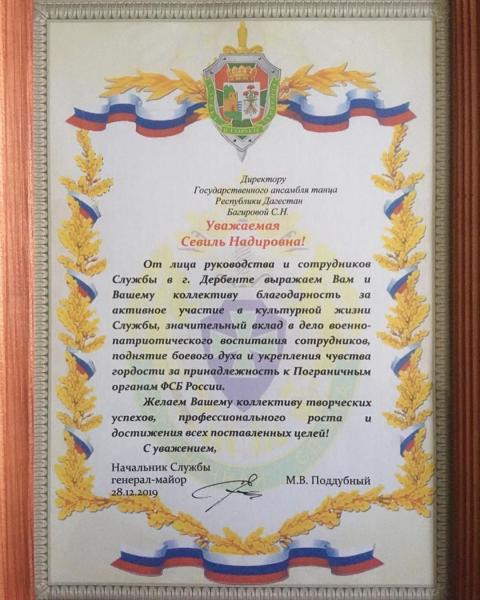 Директору
Государственного ансамбля танца
Республики Дагестан
Багировой С.Н.
Уважаемая
Севиль Надировна!
От лица руководства и сотрудников
Службы в г. Дербенте выражаем Вам и
Вашему коллективу благодарность за
активное участие в культурной жизни
Службы, значительный вклад в дело военно-
патриотического воспитания сотрудников,
поднятие боевого духа и укрепления чувства
гордости за принадлежность к Пограничным
органам ФСБ России.
Желаем Вашему коллективу творческих
успехов, профессионального роста и
достижения всех поставленных целей!
С уважением,
Начальник Службы
генерал-майор М.В. Поддубный
28.12.2019